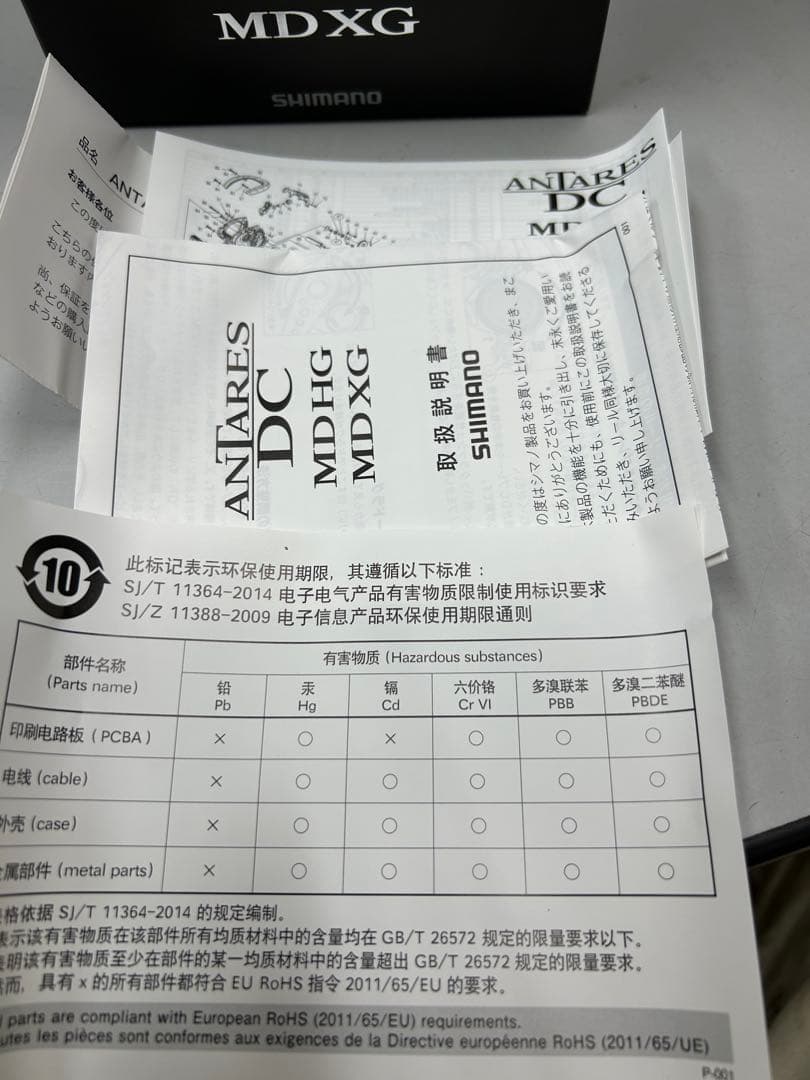 MD XG
SHIMANO
品名 ANTA
お客様各位
この度
こちらの
おります
尚、保証を
などの購入
ようお願い
ANTARES
DC
MD
001
ANTARES
DC
MDHG
MDXG
取扱説明書
SHIMANO
の度はシマノ製品をお買い上げいただき、まこ
にありがとうございます。
製品の機能を十分に引き出し、末永くご愛用い
ただくためにも、使用前にこの取扱説明書をお読
みいただき、リール同様大切に保存してくださる
ようお願い申し上げます。
10
此标记表示环保使用期限，其遵循以下标准：
SJ/T 11364-2014 电子电气产品有害物质限制使用标识要求
SJ/Z 11388-2009 电子信息产品环保使用期限通则
部件名称 (Parts name) 有害物质 (Hazardous substances)
铅 Pb 汞 Hg 镉 Cd 六价铬 Cr VI 多溴联苯 PBB 多溴二苯醚 PBDE
印刷电路板 ( PCBA ) × ○ × ○ ○ ○
电线 (cable) × ○ ○ ○ ○ ○
外壳 (case) × ○ ○ ○ ○ ○
属部件 (metal parts) × ○ ○ ○ ○ ○
格依据 SJ/T 11364-2014 的规定编制。
表示该有害物质在该部件所有均质材料中的含量均在 GB/T 26572 规定的限量要求以下。
明该有害物质至少在部件的某一均质材料中的含量超出 GB/T 26572 规定的限量要求。
而，具有 x 的所有部件都符合 EU RoHS 指令 2011/65/EU 的要求。
parts are compliant with European RoHS (2011/65/EU) requirements.
utes les pièces sont conformes aux exigences de la Directive européenne RoHS (2011/65/UE)
P-001